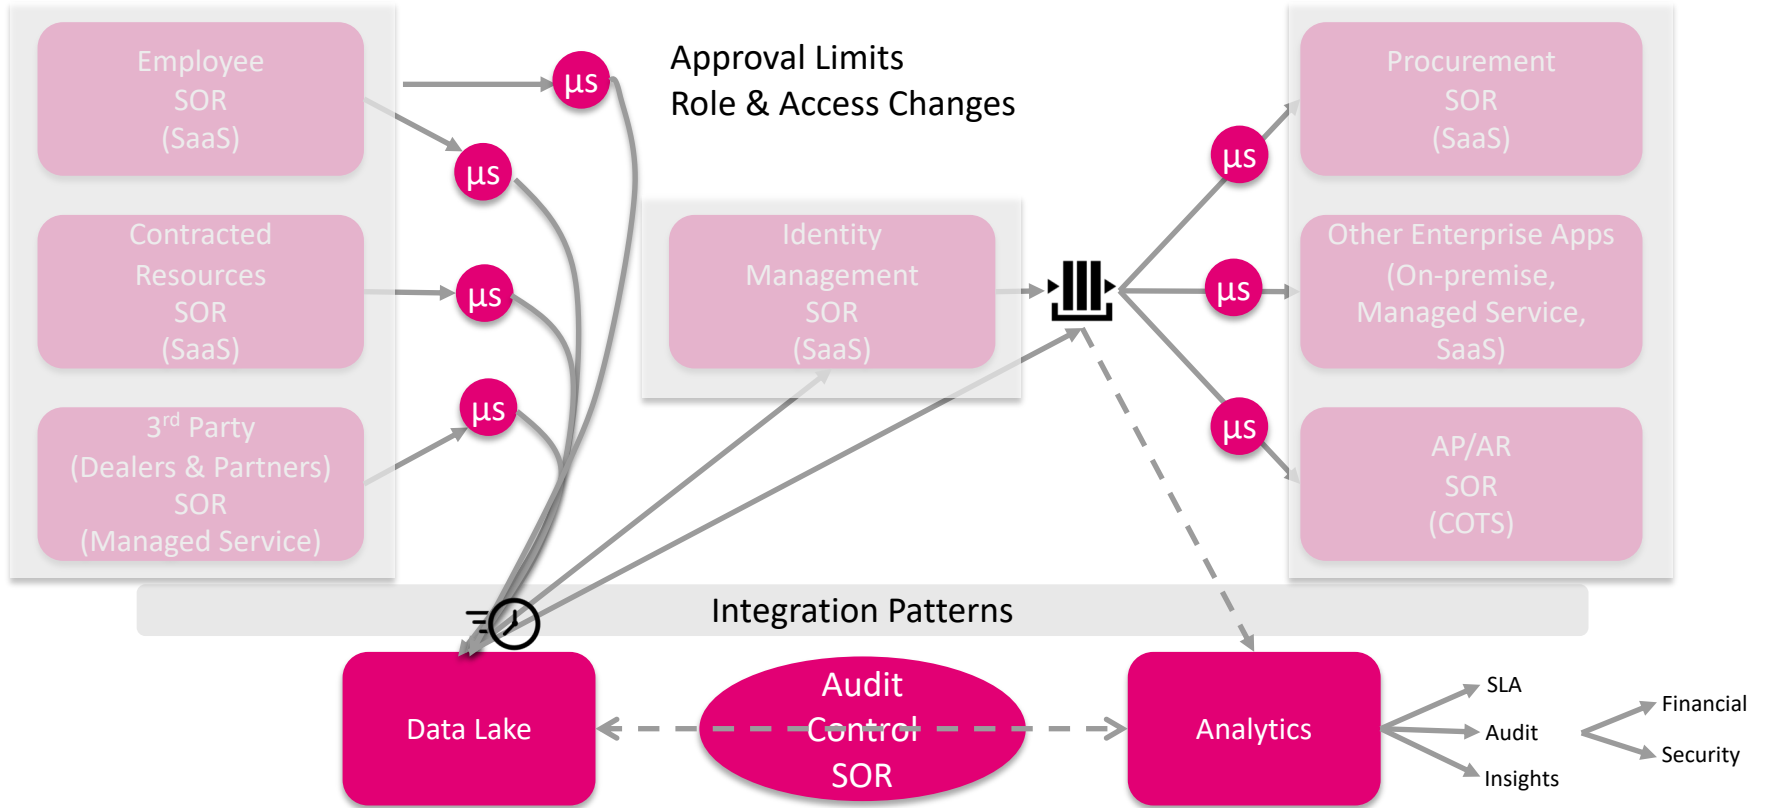 Employee
SOR
(SaaS)
Contracted
Resources
SOR
(SaaS)
3rd Party
(Dealers & Partners)
SOR
(Managed Service)
µs
µs
µs
µs
Approval Limits
Role & Access Changes
Identity
Management
SOR
(SaaS)
µs
µs
µs
Procurement
SOR
(SaaS)
Other Enterprise Apps
(On-premise,
Managed Service,
SaaS)
AP/AR
SOR
(COTS)
Integration Patterns
Data Lake
Audit
Control
SOR
Analytics
SLA
Audit
Insights
Financial
Security